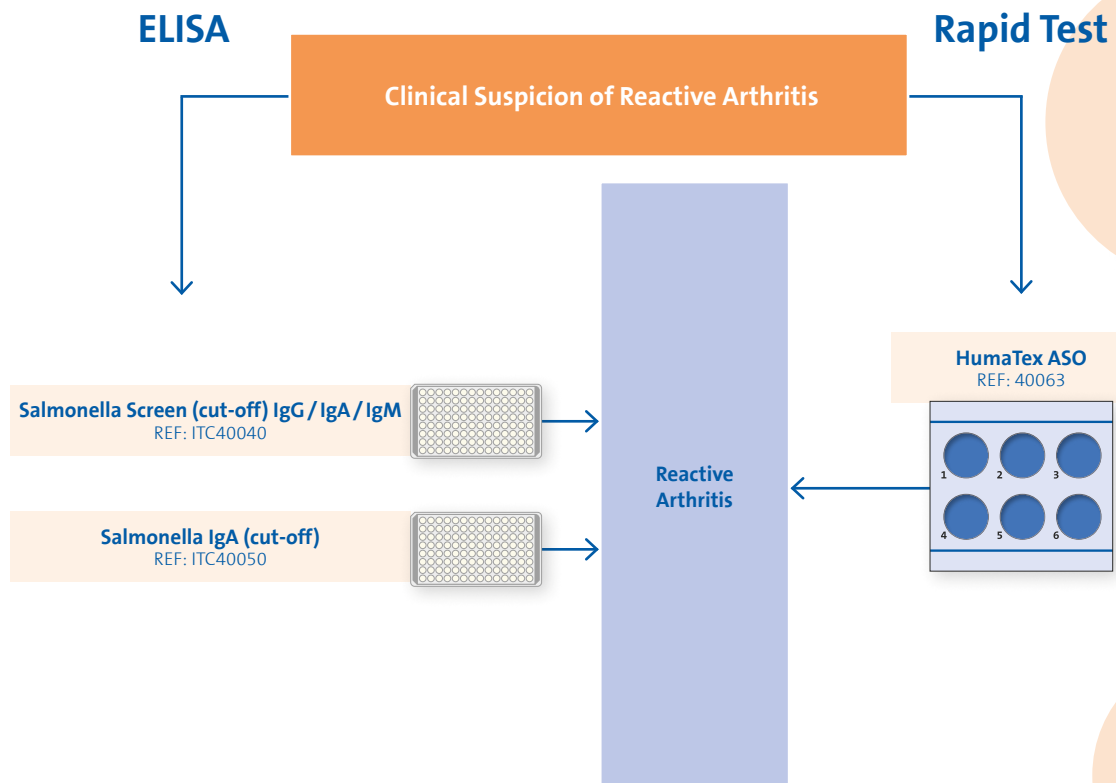 ELISA
Rapid Test
Clinical Suspicion of Reactive Arthritis
HumaTex ASO
REF: 40063
Salmonella Screen (cut-off) IgG / IgA / IgM
REF: ITC40040
Reactive
Arthritis
1 2 3
Salmonella IgA (cut-off)
REF: ITC40050
4 5 6